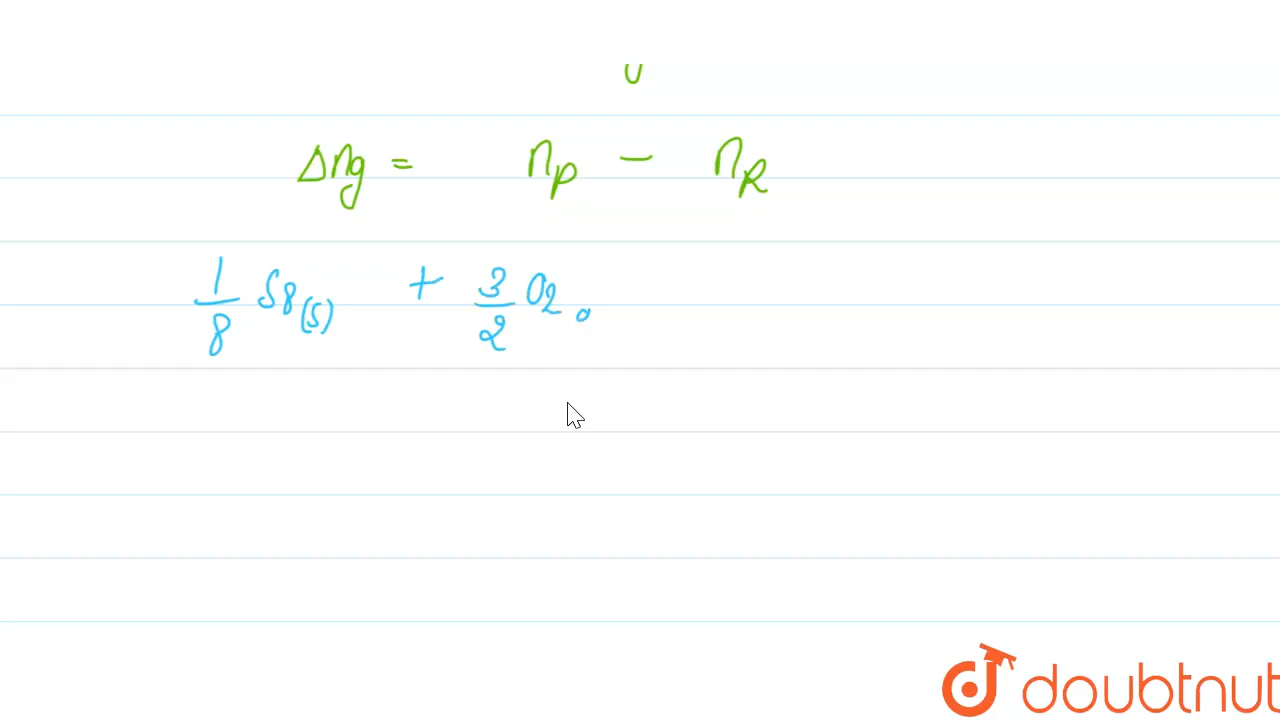 Δng = nP - nR
1/8 S8(s) + 3/2 O2
doubtnut